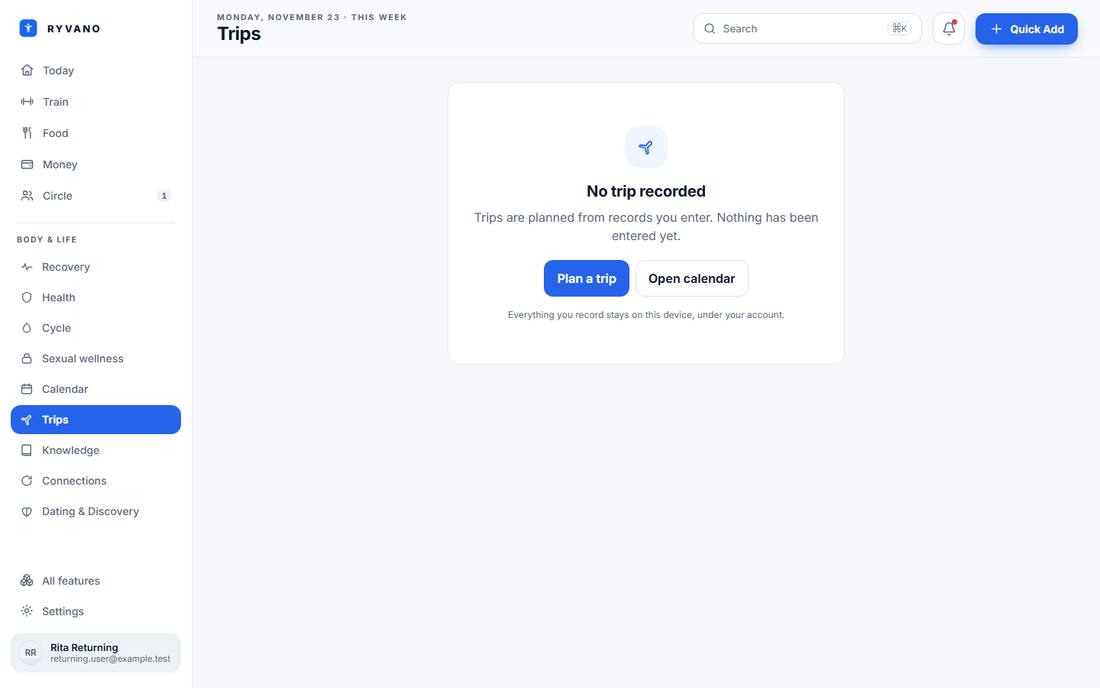 RYVANO
Today
Train
Food
Money
Circle 1
BODY & LIFE
Recovery
Health
Cycle
Sexual wellness
Calendar
Trips
Knowledge
Connections
Dating & Discovery
All features
Settings
RR
Rita Returning
returning.user@example.test
MONDAY, NOVEMBER 23 · THIS WEEK
Trips
Search ⌘K
Quick Add
No trip recorded
Trips are planned from records you enter. Nothing has been
entered yet.
Plan a trip Open calendar
Everything you record stays on this device, under your account.